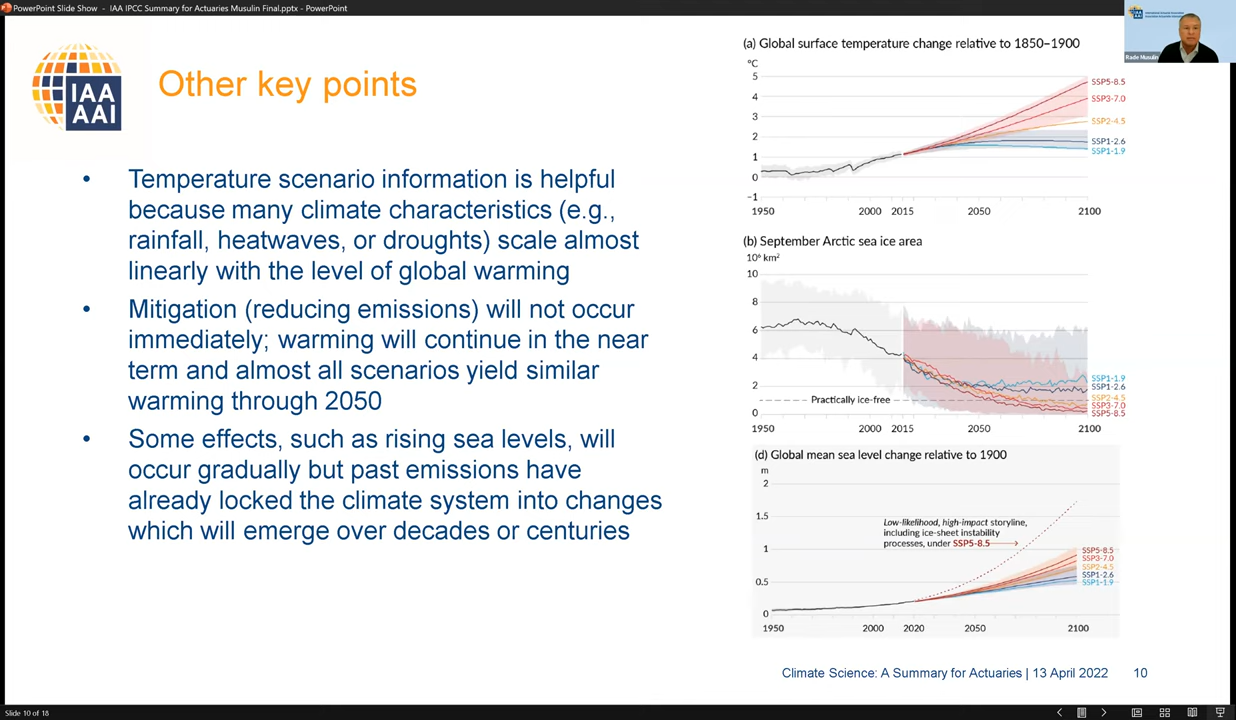 PowerPoint Slide Show - IAA IPCC Summary for Actuaries Musulin Final.pptx - PowerPoint
Rade Musulin
IAA
AAI
Other key points
• Temperature scenario information is helpful
because many climate characteristics (e.g.,
rainfall, heatwaves, or droughts) scale almost
linearly with the level of global warming
• Mitigation (reducing emissions) will not occur
immediately; warming will continue in the near
term and almost all scenarios yield similar
warming through 2050
• Some effects, such as rising sea levels, will
occur gradually but past emissions have
already locked the climate system into changes
which will emerge over decades or centuries
(a) Global surface temperature change relative to 1850–1900
°C
5
4
3
2
1
0
−1
1950 2000 2015 2050 2100
SSP5-8.5
SSP3-7.0
SSP2-4.5
SSP1-2.6
SSP1-1.9
(b) September Arctic sea ice area
10⁶ km²
10
8
6
4
2
0
Practically ice-free
1950 2000 2015 2050 2100
SSP1-1.9
SSP1-2.6
SSP2-4.5
SSP3-7.0
SSP5-8.5
(d) Global mean sea level change relative to 1900
m
2
1.5
1
0.5
0
Low-likelihood, high-impact storyline,
including ice-sheet instability
processes, under SSP5-8.5
1950 2000 2020 2050 2100
SSP5-8.5
SSP3-7.0
SSP2-4.5
SSP1-2.6
SSP1-1.9
Climate Science: A Summary for Actuaries | 13 April 2022 10
Slide 10 of 18